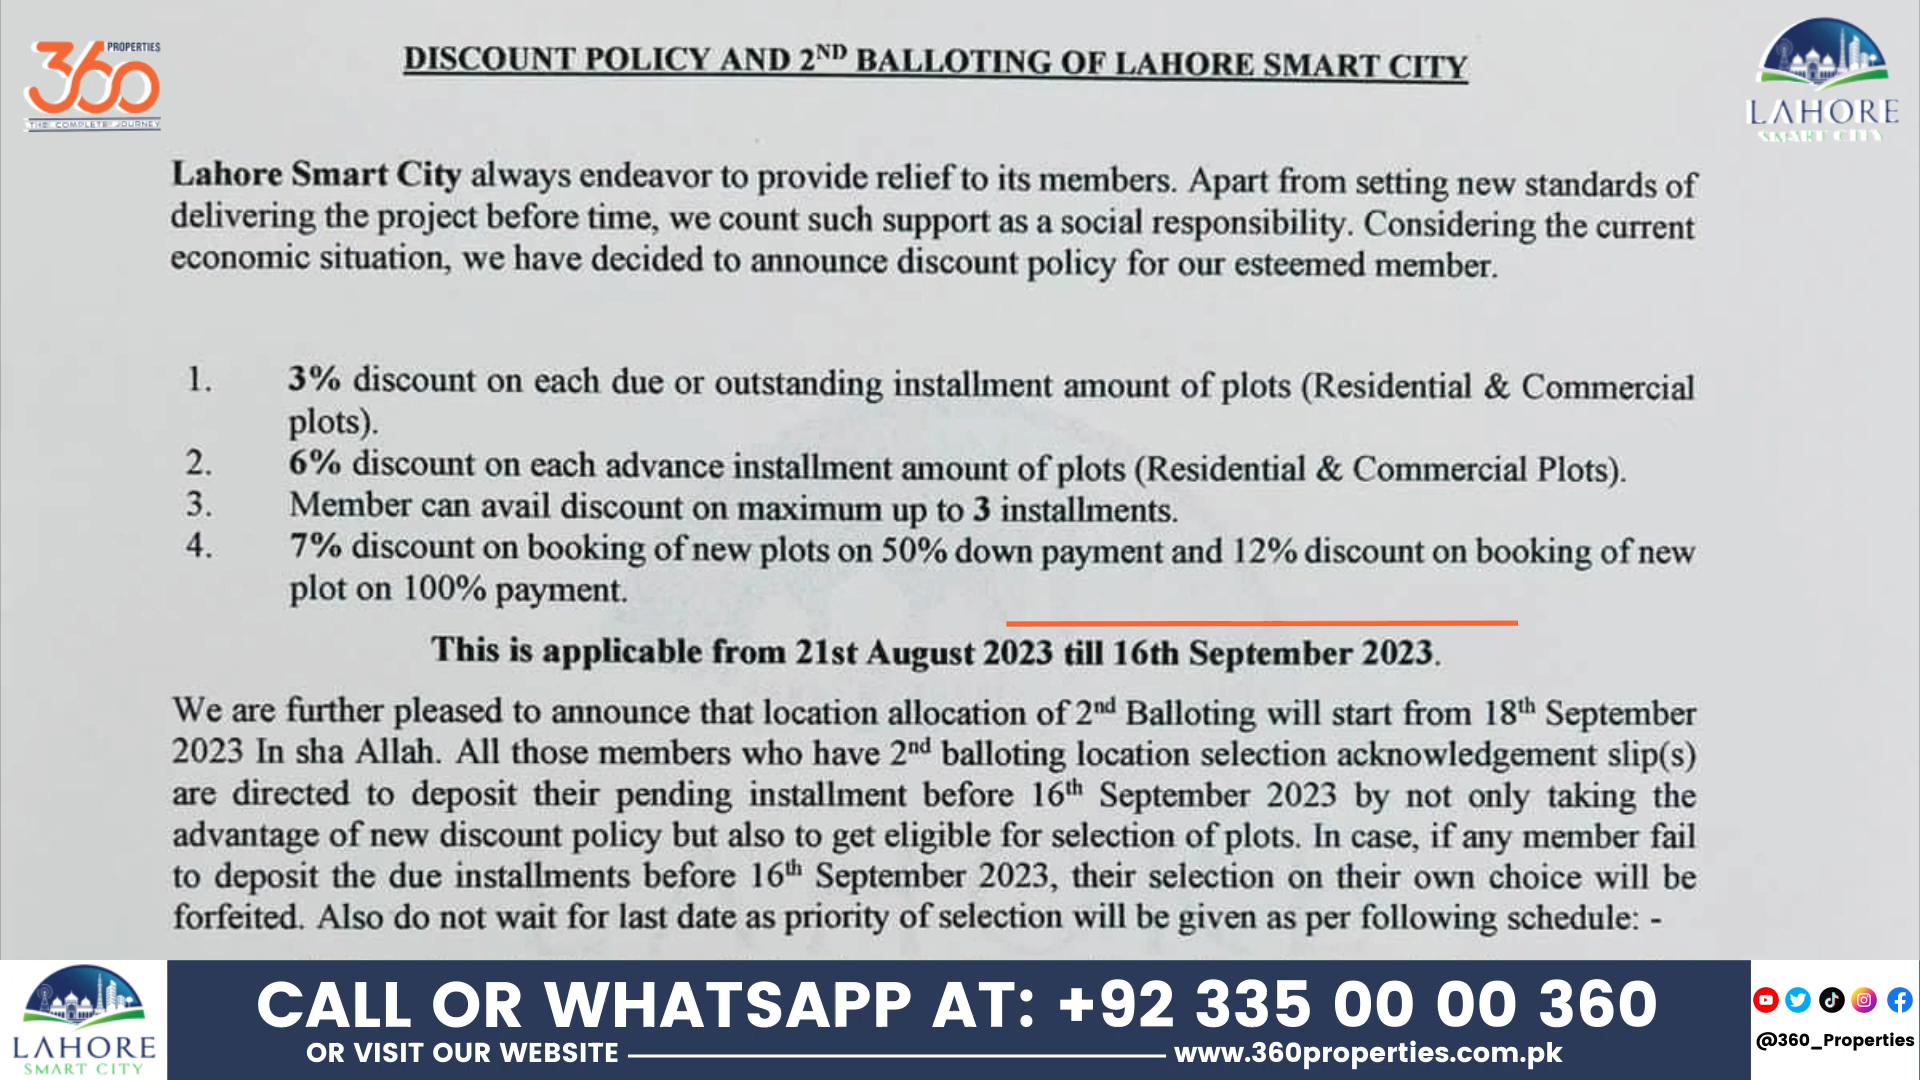 360 PROPERTIES
THE COMPLETE JOURNEY
DISCOUNT POLICY AND 2ND BALLOTING OF LAHORE SMART CITY
LAHORE
SMART CITY
Lahore Smart City always endeavor to provide relief to its members. Apart from setting new standards of
delivering the project before time, we count such support as a social responsibility. Considering the current
economic situation, we have decided to announce discount policy for our esteemed member.
1. 3% discount on each due or outstanding installment amount of plots (Residential & Commercial
plots).
2. 6% discount on each advance installment amount of plots (Residential & Commercial Plots).
3. Member can avail discount on maximum up to 3 installments.
4. 7% discount on booking of new plots on 50% down payment and 12% discount on booking of new
plot on 100% payment.
This is applicable from 21st August 2023 till 16th September 2023.
We are further pleased to announce that location allocation of 2nd Balloting will start from 18th September
2023 In sha Allah. All those members who have 2nd balloting location selection acknowledgement slip(s)
are directed to deposit their pending installment before 16th September 2023 by not only taking the
advantage of new discount policy but also to get eligible for selection of plots. In case, if any member fail
to deposit the due installments before 16th September 2023, their selection on their own choice will be
forfeited. Also do not wait for last date as priority of selection will be given as per following schedule: -
LAHORE
SMART CITY
CALL OR WHATSAPP AT: +92 335 00 00 360
OR VISIT OUR WEBSITE www.360properties.com.pk
@360_Properties